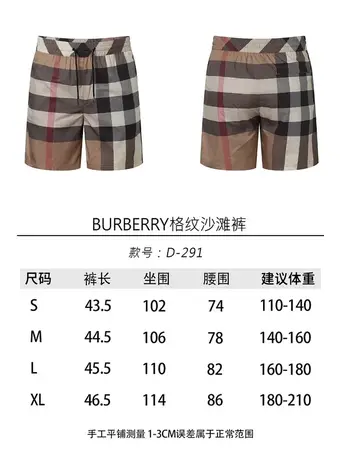 BURBERRY格纹沙滩裤
款号：D-291
尺码 裤长 坐围 腰围 建议体重
S 43.5 102 74 110-140
M 44.5 106 78 140-160
L 45.5 110 82 160-180
XL 46.5 114 86 180-210
手工平铺测量 1-3CM误差属于正常范围